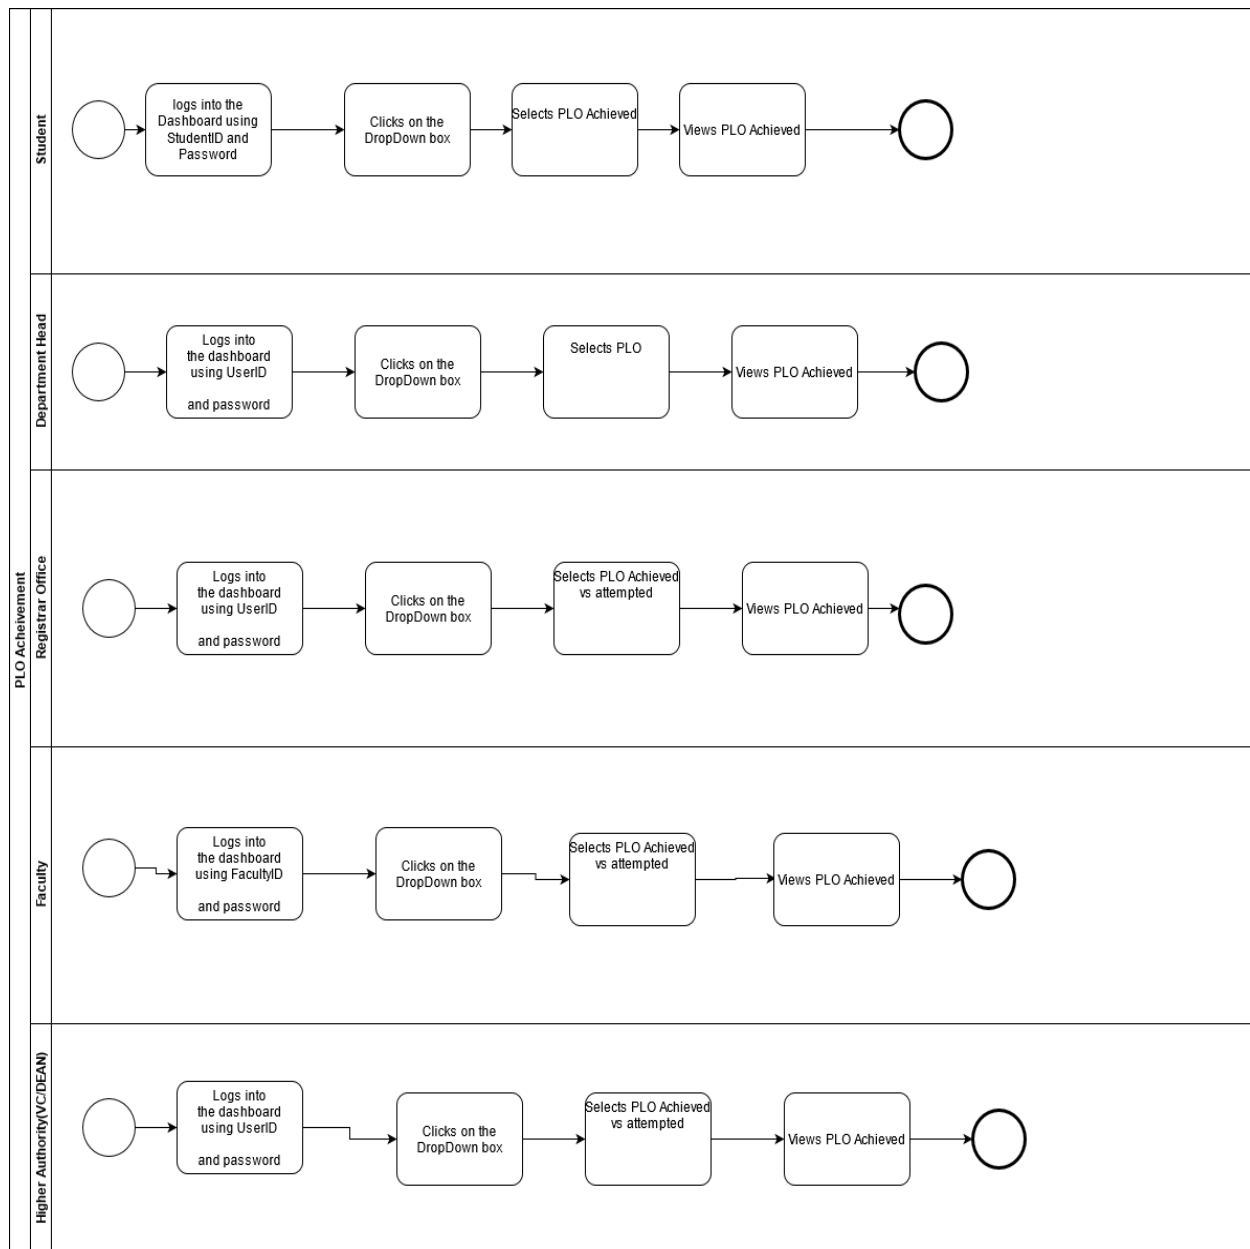 PLO Acheivement
Student
logs into the
Dashboard using
StudentID and
Password
Clicks on the
DropDown box
Selects PLO Achieved
Views PLO Achieved
Department Head
Logs into
the dashboard
using UserID
and password
Clicks on the
DropDown box
Selects PLO
Views PLO Achieved
Registrar Office
Logs into
the dashboard
using UserID
and password
Clicks on the
DropDown box
Selects PLO Achieved
vs attempted
Views PLO Achieved
Faculty
Logs into
the dashboard
using FacultyID
and password
Clicks on the
DropDown box
Selects PLO Achieved
vs attempted
Views PLO Achieved
Higher Authority(VC/DEAN)
Logs into
the dashboard
using UserID
and password
Clicks on the
DropDown box
Selects PLO Achieved
vs attempted
Views PLO Achieved